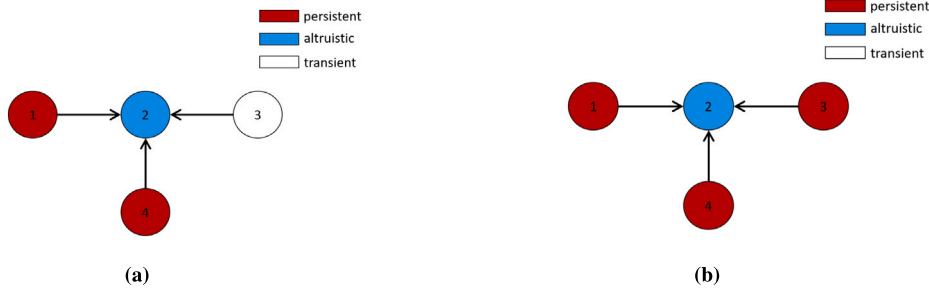 persistent
altruistic
transient
1
2
3
4
(a)
persistent
altruistic
transient
1
2
3
4
(b)